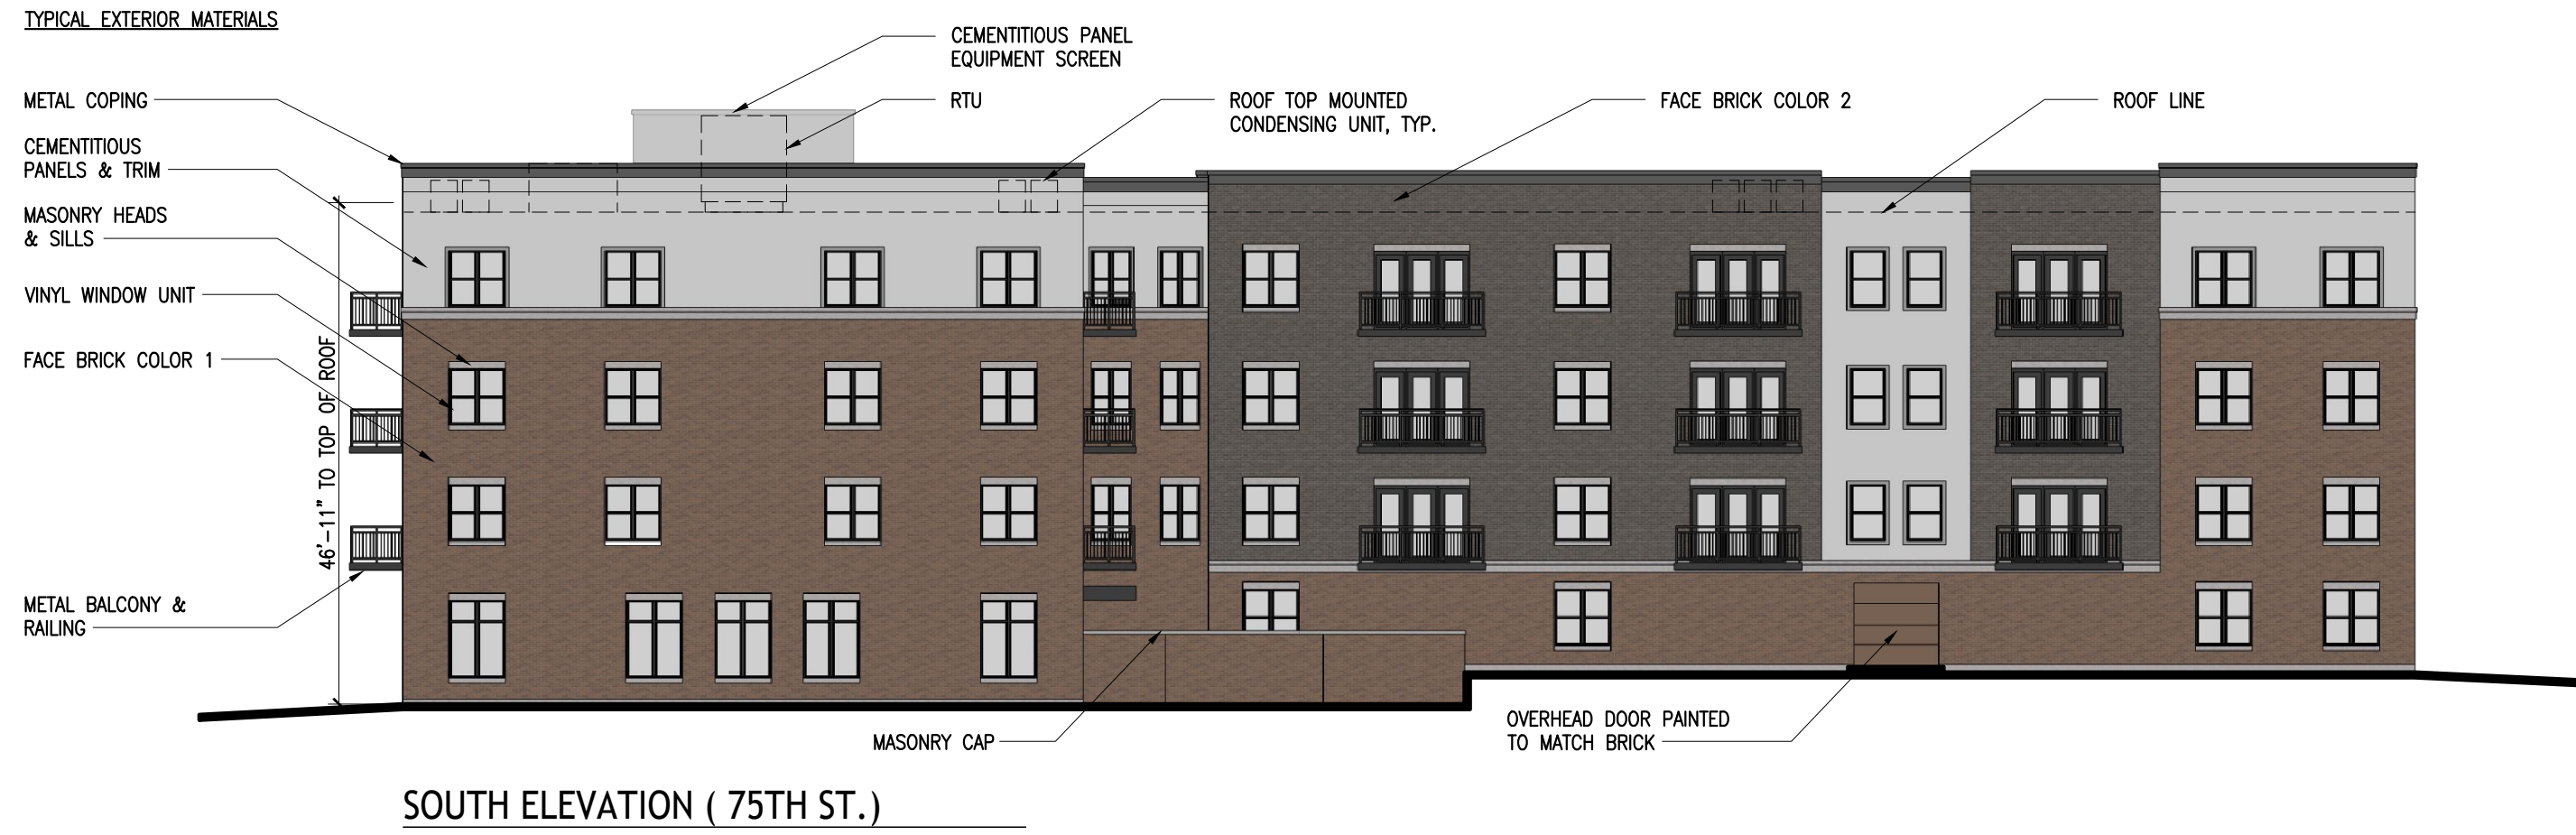 TYPICAL EXTERIOR MATERIALS
CEMENTITIOUS PANEL
EQUIPMENT SCREEN
METAL COPING
RTU
ROOF TOP MOUNTED
CONDENSING UNIT, TYP.
FACE BRICK COLOR 2
ROOF LINE
CEMENTITIOUS
PANELS & TRIM
MASONRY HEADS
& SILLS
VINYL WINDOW UNIT
FACE BRICK COLOR 1
46'-11" TO TOP OF ROOF
METAL BALCONY &
RAILING
MASONRY CAP
OVERHEAD DOOR PAINTED
TO MATCH BRICK
SOUTH ELEVATION ( 75TH ST.)